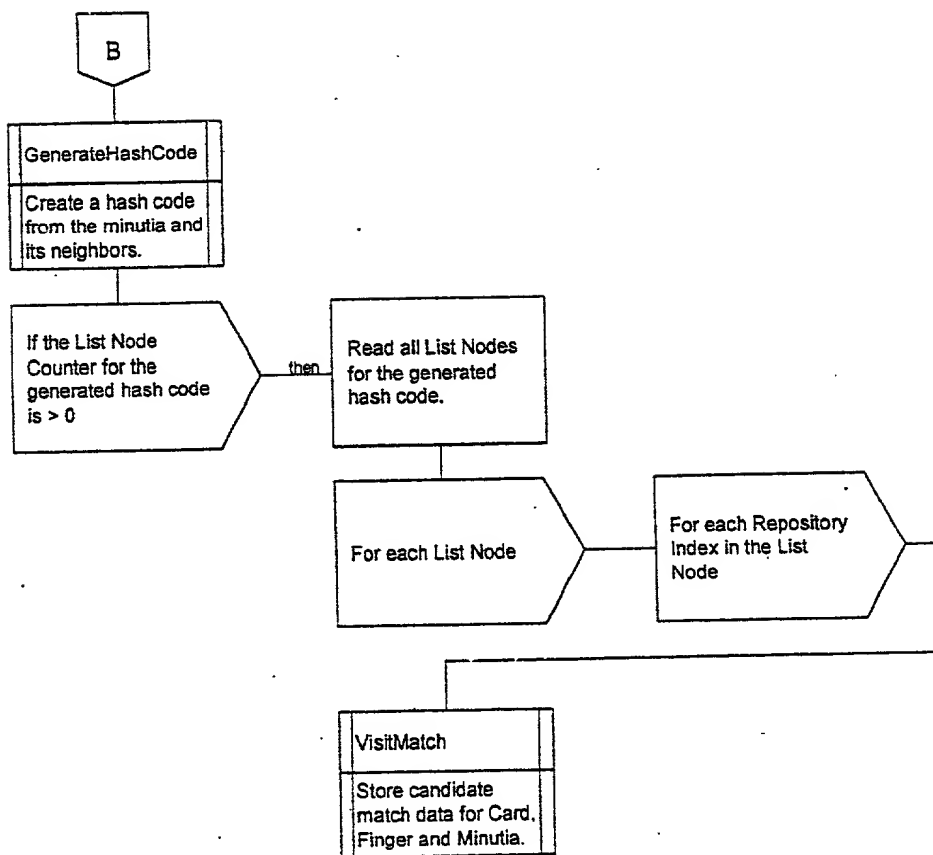 B
GenerateHashCode
Create a hash code
from the minutia and
its neighbors.
If the List Node
Counter for the
generated hash code
is > 0
then
Read all List Nodes
for the generated
hash code.
For each List Node
For each Repository
Index in the List
Node
VisitMatch
Store candidate
match data for Card,
Finger and Minutia.